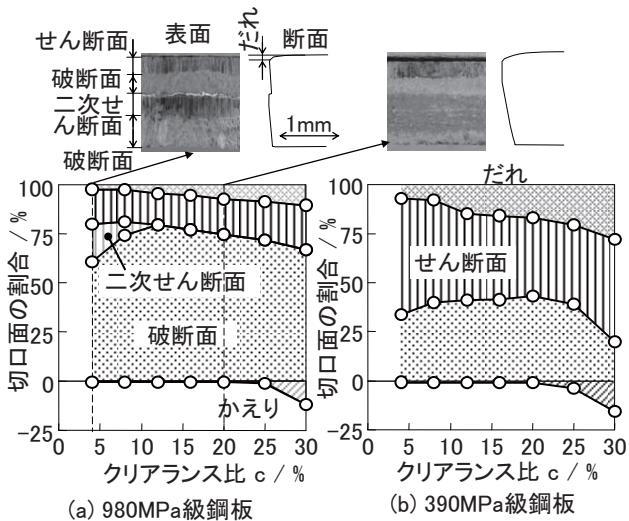 せん断面
表面
だれ
断面
破断面
二次せ
ん断面
破断面
1mm
だれ
切口面の割合 / %
100
75
50
25
0
-25
二次せん断面
破断面
かえり
0 5 10 15 20 25 30
クリアランス比 c / %
(a) 980MPa級鋼板
切口面の割合 / %
100
75
50
25
0
-25
せん断面
破断面
0 5 10 15 20 25 30
クリアランス比 c / %
(b) 390MPa級鋼板